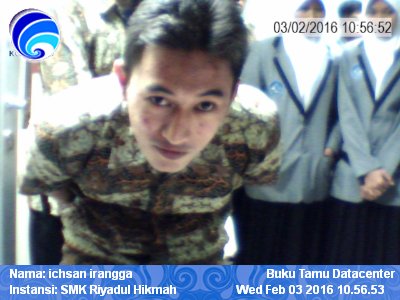 03/02/2016 10:56:52
Nama: ichsan irangga
Buku Tamu Datacenter
Instansi: SMK Riyadul Hikmah
Wed Feb 03 2016 10.56.53